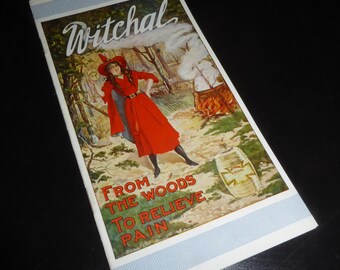 Witchal
FROM
THE WOODS
TO RELIEVE
PAIN